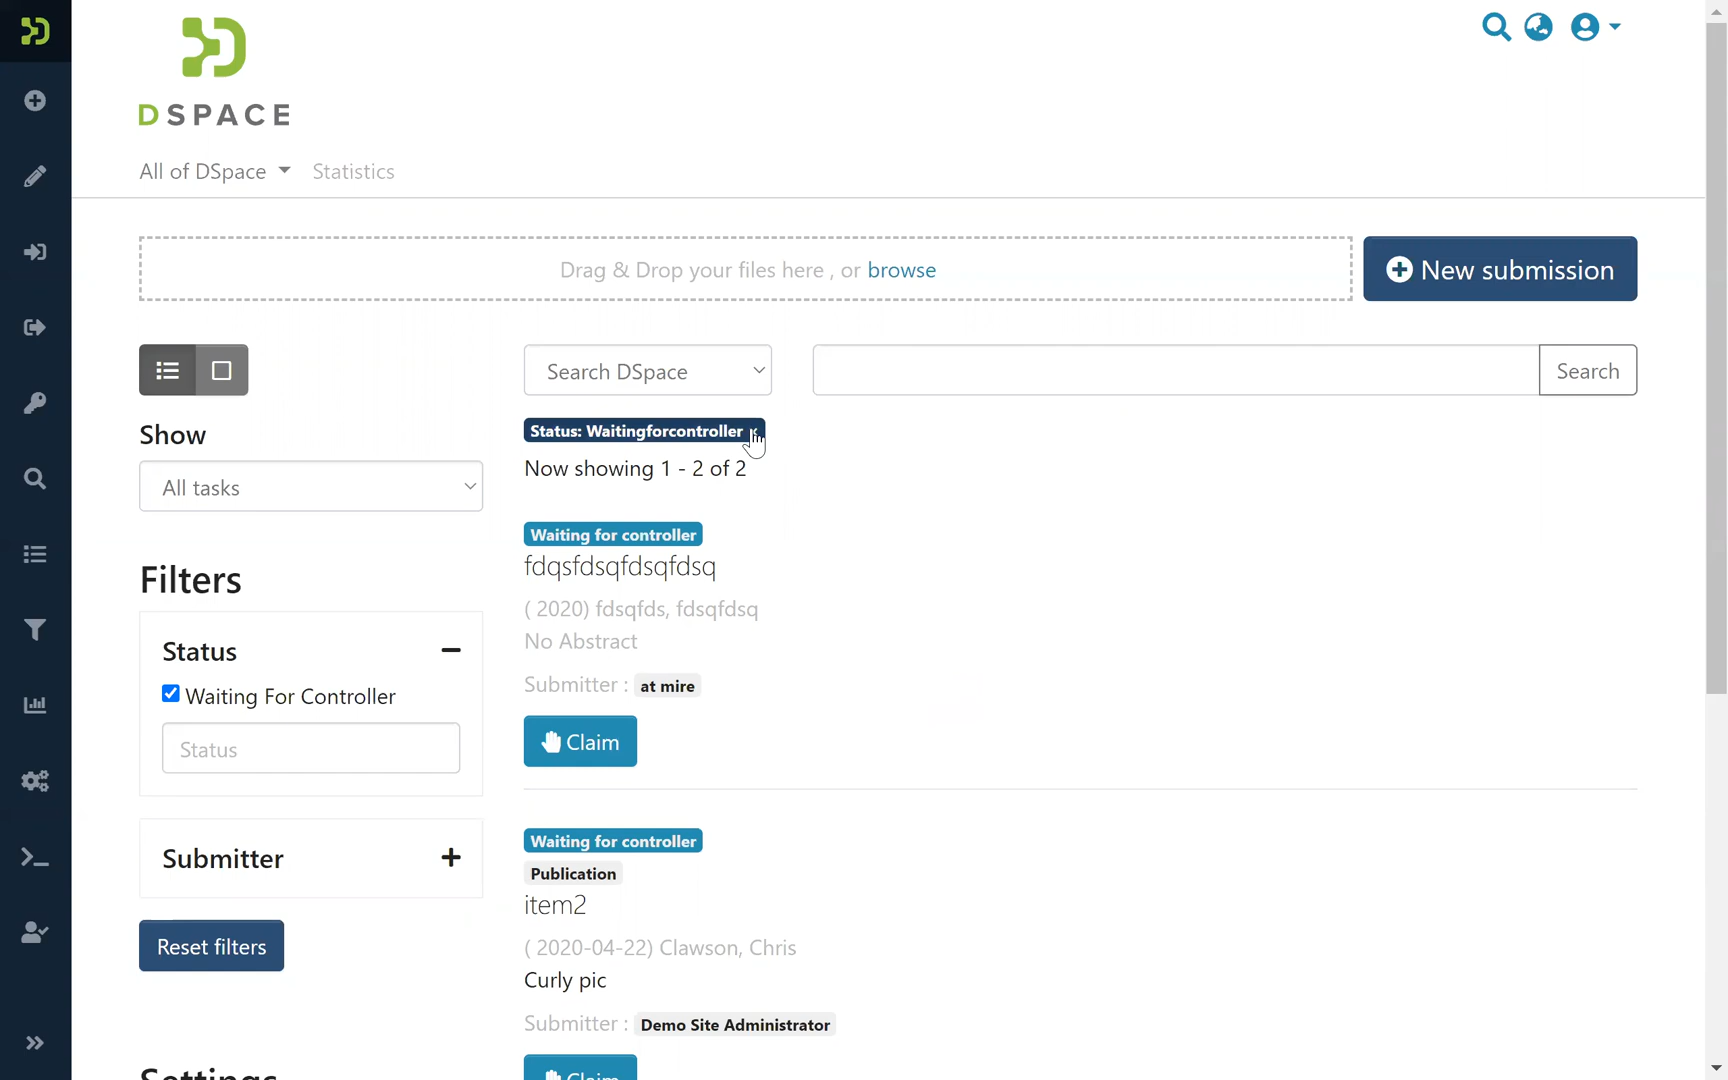 DSPACE
All of DSpace
Statistics
Drag & Drop your files here , or browse
New submission
Search DSpace
Search
Show
All tasks
Status: Waitingforcontroller
Now showing 1 - 2 of 2
Waiting for controller
fdqsfdsqfdsqfdsq
( 2020) fdsqfds, fdsqfdsq
No Abstract
Submitter : at mire
Claim
Filters
Status
Waiting For Controller
Status
Submitter
Reset filters
Settings
Waiting for controller
Publication
item2
( 2020-04-22) Clawson, Chris
Curly pic
Submitter : Demo Site Administrator
Claim